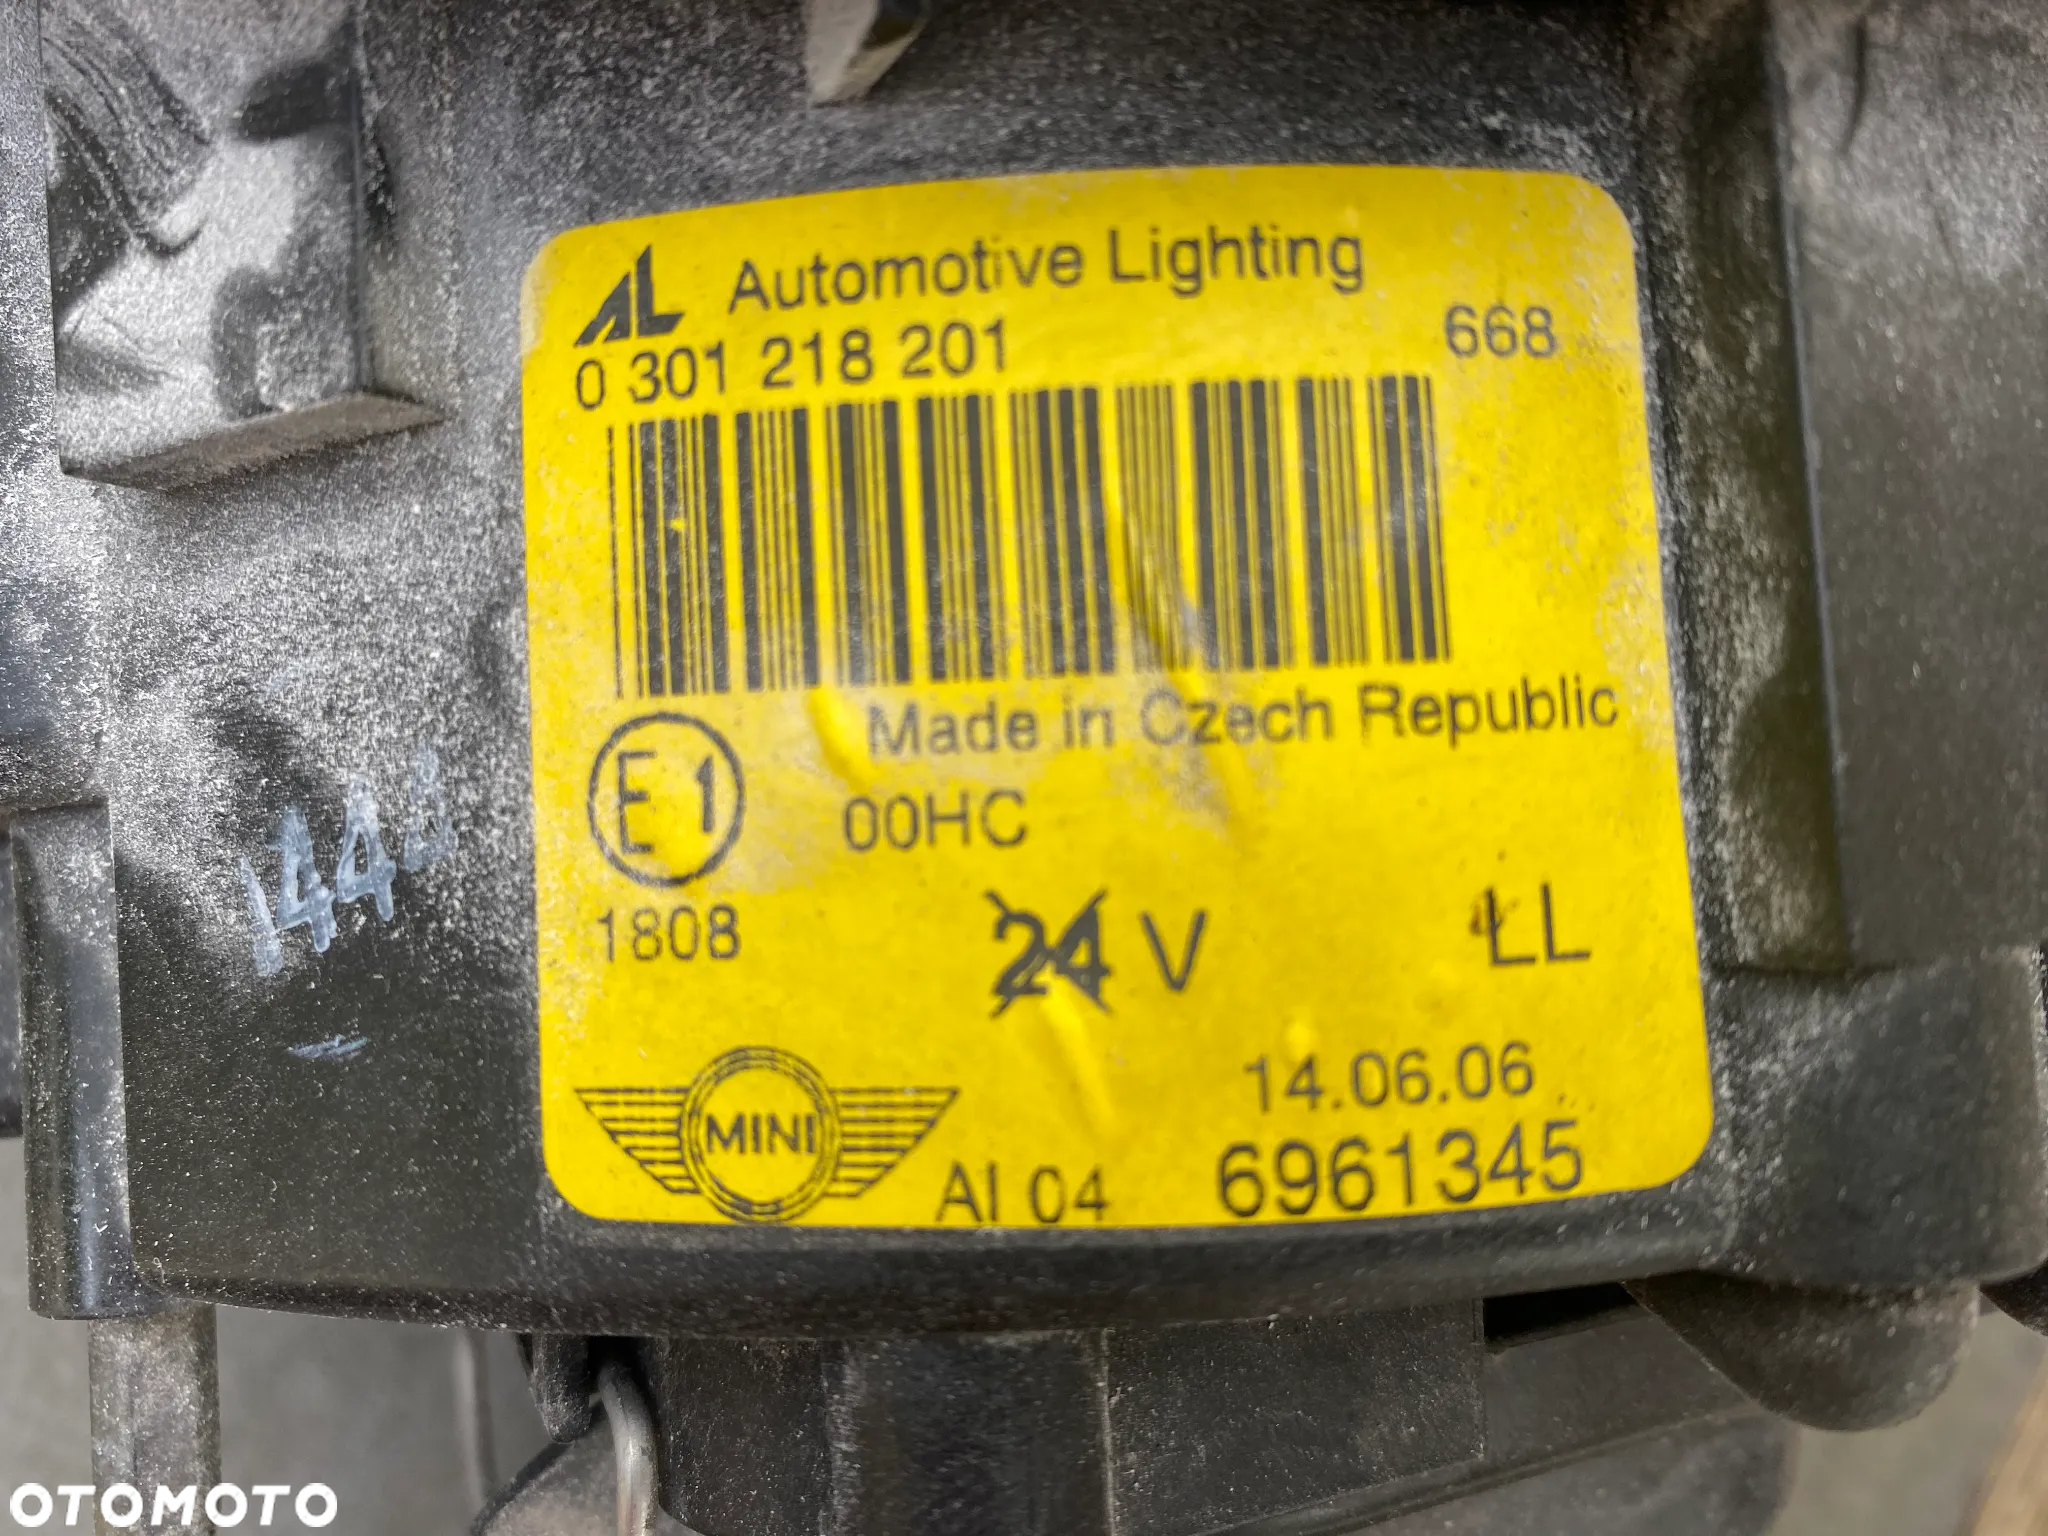 AL Automotive Lighting
0 301 218 201 668
Made in Czech Republic
E1
00HC
1808
24 V
LL
14.06.06
MINI
AI 04
6961345
OTOMOTO